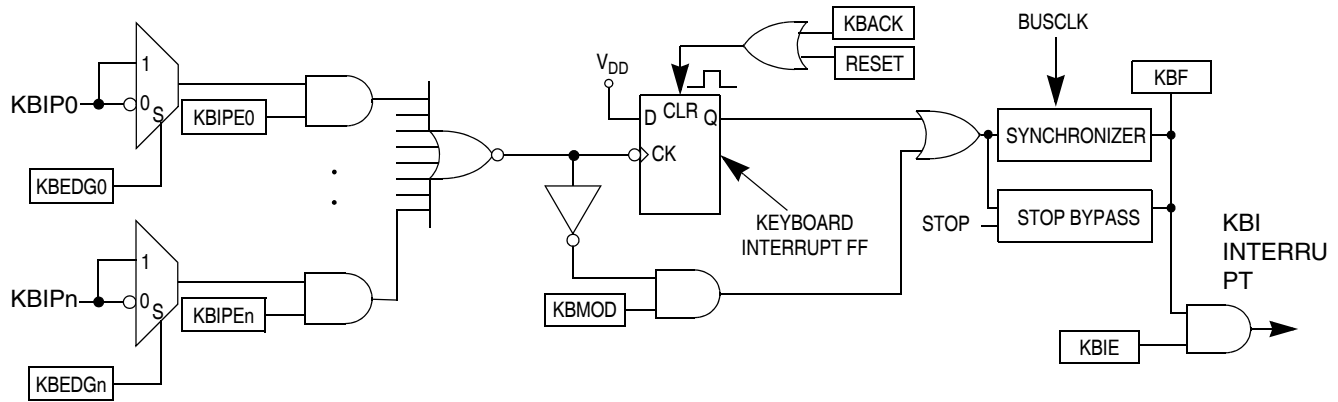 KBACK
RESET
BUSCLK
VDD
KBF
1
KBIP0
0
S
KBIPE0
D CLR Q
SYNCHRONIZER
CK
KBEDG0
KEYBOARD
INTERRUPT FF
STOP BYPASS
STOP
KBI
INTERRU
PT
1
KBIPn
0
S
KBIPEn
KBMOD
KBIE
KBEDGn